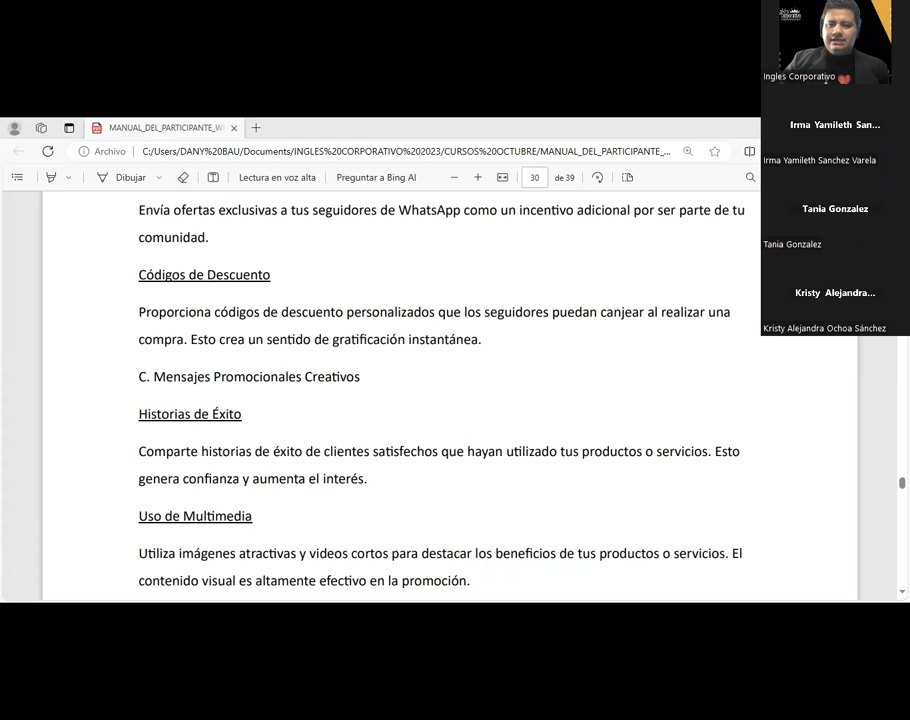 Ingles Corporativo
Irma Yamileth San...
Irma Yamileth Sanchez Varela
Tania Gonzalez
Tania Gonzalez
Kristy Alejandra...
Kristy Alejandra Ochoa Sánchez
MANUAL_DEL_PARTICIPANTE_W
Archivo
C:/Users/DANY%20BAU/Documents/INGLES%20CORPORATIVO%202023/CURSOS%20OCTUBRE/MANUAL_DEL_PARTICIPANTE_...
Dibujar
Lectura en voz alta
Preguntar a Bing AI
30
de 39
Envía ofertas exclusivas a tus seguidores de WhatsApp como un incentivo adicional por ser parte de tu
comunidad.
Códigos de Descuento
Proporciona códigos de descuento personalizados que los seguidores puedan canjear al realizar una
compra. Esto crea un sentido de gratificación instantánea.
C. Mensajes Promocionales Creativos
Historias de Éxito
Comparte historias de éxito de clientes satisfechos que hayan utilizado tus productos o servicios. Esto
genera confianza y aumenta el interés.
Uso de Multimedia
Utiliza imágenes atractivas y videos cortos para destacar los beneficios de tus productos o servicios. El
contenido visual es altamente efectivo en la promoción.